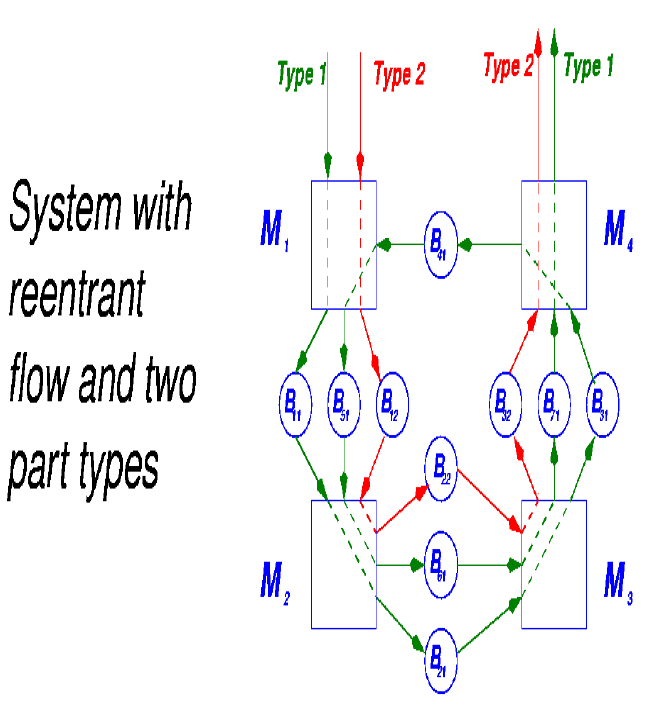 System with
reentrant
flow and two
part types
Type 1
Type 2
Type 2
Type 1
M1
B41
M4
B11
B51
B12
B32
B71
B31
B22
M2
B61
M3
B21